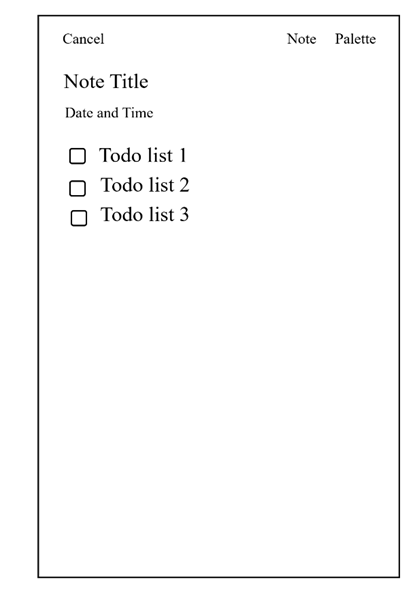 Cancel Note Palette
Note Title
Date and Time
Todo list 1
Todo list 2
Todo list 3